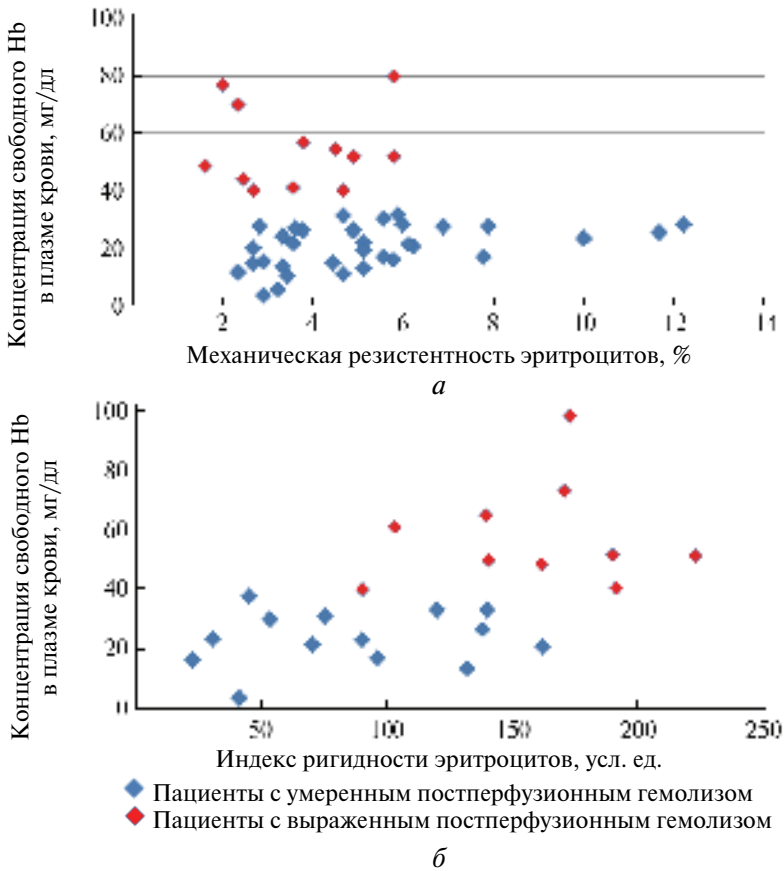 Концентрация свободного Hb
в плазме крови, мг/дл
100
80
60
40
20
0
2
4
6
8
10
12
Механическая резистентность эритроцитов, %
а
Концентрация свободного Hb
в плазме крови, мг/дл
100
80
60
40
20
0
50
100
150
200
250
Индекс ригидности эритроцитов, усл. ед.
Пациенты с умеренным постперфузионным гемолизом
Пациенты с выраженным постперфузионным гемолизом
б